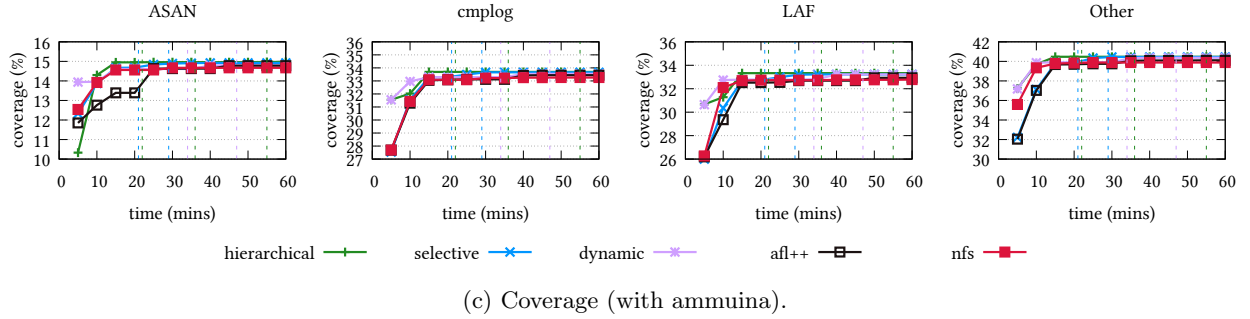 ASAN
cmplog
LAF
Other
coverage (%)
16
15
14
13
12
11
10
0 10 20 30 40 50 60
time (mins)
coverage (%)
36
35
34
33
32
31
30
29
28
27
0 10 20 30 40 50 60
time (mins)
coverage (%)
34
32
30
28
26
0 10 20 30 40 50 60
time (mins)
coverage (%)
42
40
38
36
34
32
30
0 10 20 30 40 50 60
time (mins)
hierarchical selective dynamic afl++ nfs
(c) Coverage (with ammuina).